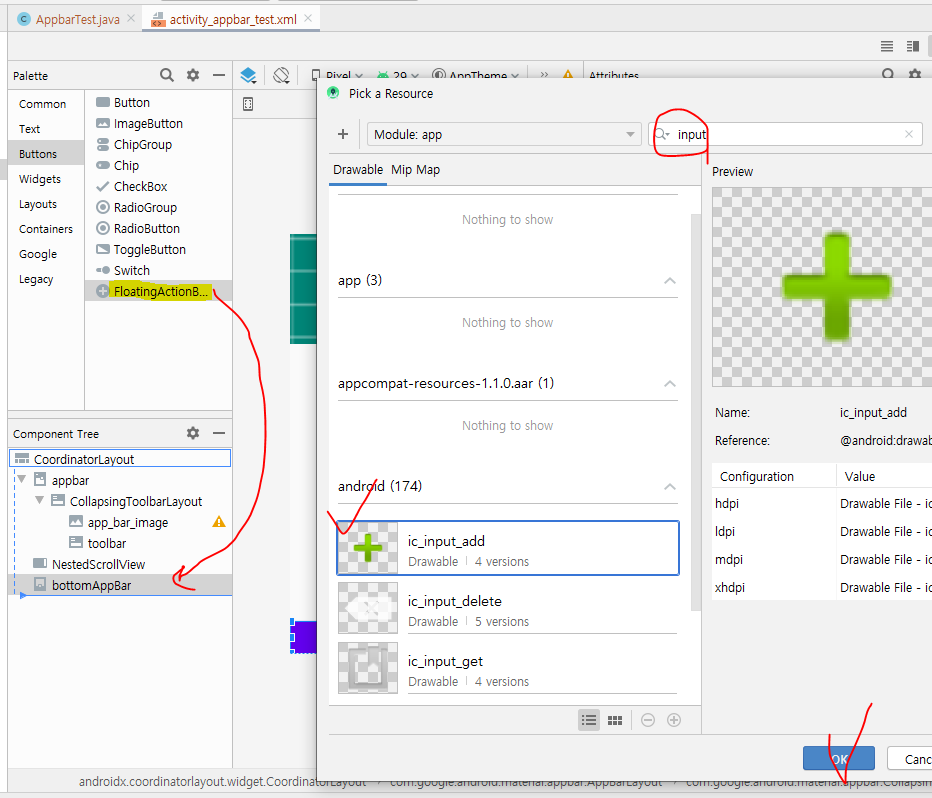 AppbarTest.java
activity_appbar_test.xml
Palette
Pixel
29
AppTheme
Attributes
Common
Text
Buttons
Widgets
Layouts
Containers
Google
Legacy
Button
ImageButton
ChipGroup
Chip
CheckBox
RadioGroup
RadioButton
ToggleButton
Switch
FloatingActionB...
Pick a Resource
Module: app
input
Drawable
Mip Map
Nothing to show
app (3)
Nothing to show
appcompat-resources-1.1.0.aar (1)
Nothing to show
android (174)
ic_input_add
Drawable | 4 versions
ic_input_delete
Drawable | 5 versions
ic_input_get
Drawable | 4 versions
Preview
Name: ic_input_add
Reference: @android:drawab
Configuration Value
hdpi Drawable File - ic
ldpi Drawable File - ic
mdpi Drawable File - ic
xhdpi Drawable File - ic
OK
Canc
Component Tree
CoordinatorLayout
appbar
CollapsingToolbarLayout
app_bar_image
toolbar
NestedScrollView
bottomAppBar
androidx.coordinatorlayout.widget.CoordinatorLayout
com.google.android.material.appbar.AppBarLayout
com.google.android.material.appbar.Collapsin